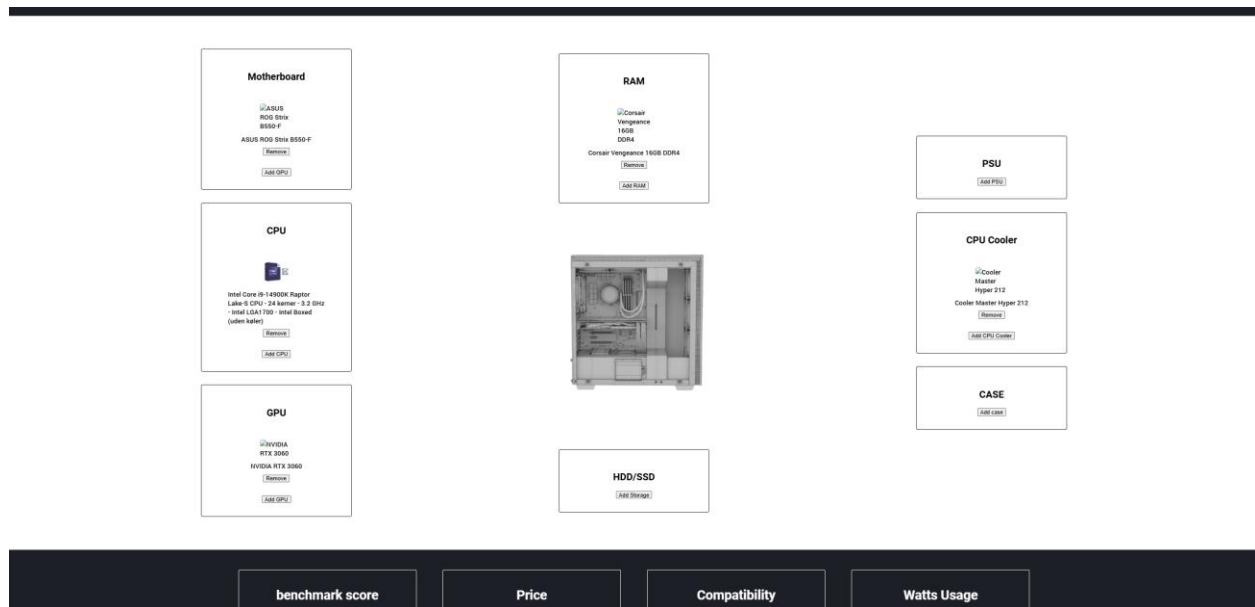 Motherboard
ASUS
ROG Strix
B550-F
ASUS ROG Strix B550-F
Remove
Add GPU
CPU
Intel Core i9-14900K Raptor
Lake-S CPU - 24 kerner - 3.2 GHz
- Intel LGA1700 - Intel Boxed
(uden køler)
Remove
Add CPU
GPU
NVIDIA
RTX 3060
NVIDIA RTX 3060
Remove
Add GPU
RAM
Corsair
Vengeance
16GB
DDR4
Corsair Vengeance 16GB DDR4
Remove
Add RAM
HDD/SSD
Add Storage
PSU
Add PSU
CPU Cooler
Cooler
Master
Hyper 212
Cooler Master Hyper 212
Remove
Add CPU Cooler
CASE
Add case
benchmark score
Price
Compatibility
Watts Usage